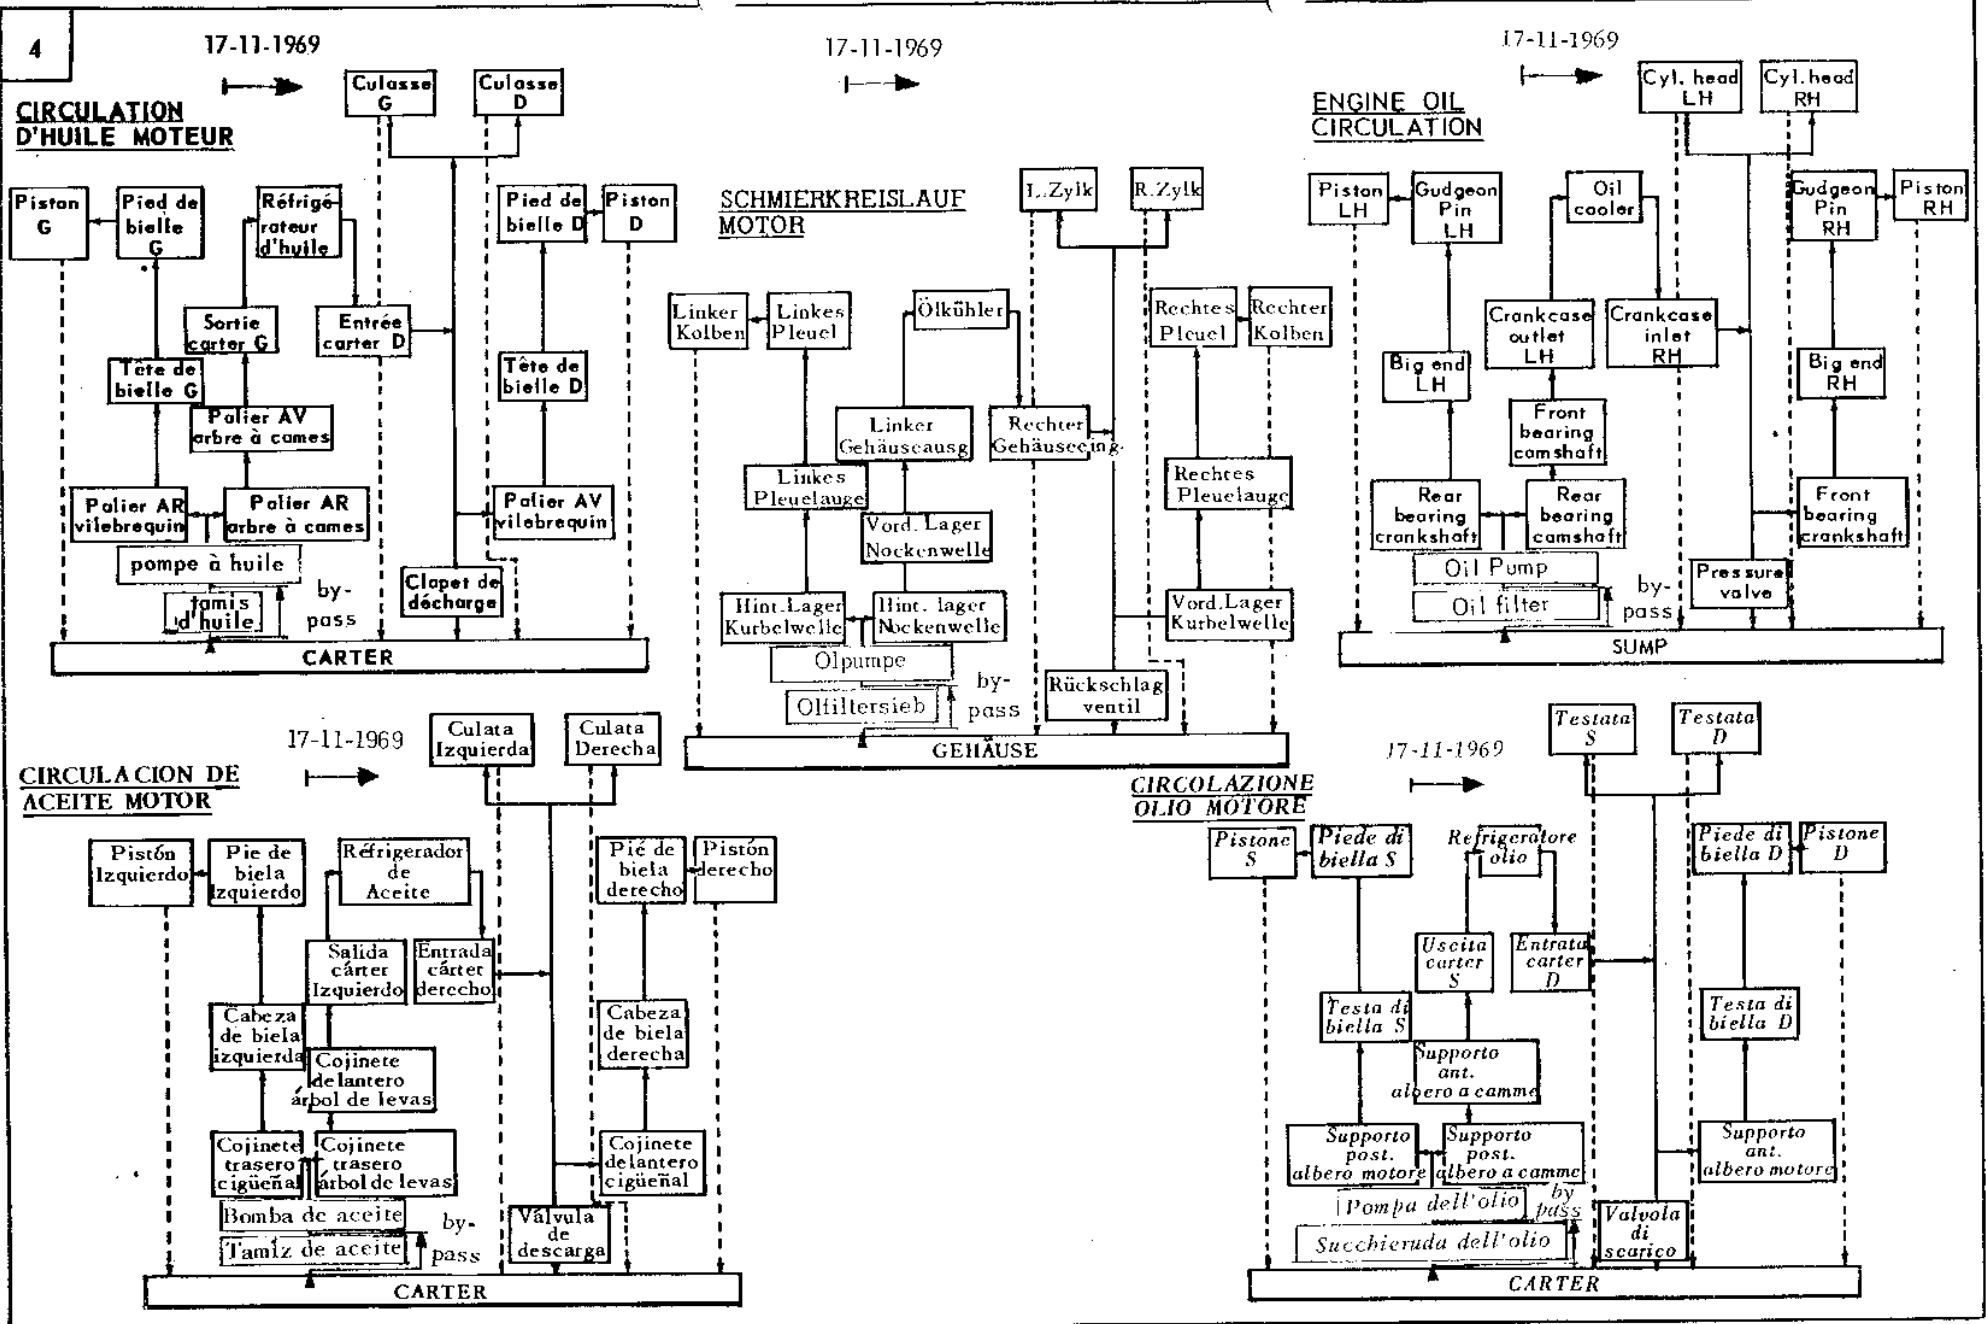 4
17-11-1969
CIRCULATION
D'HUILE MOTEUR
Culasse
G
Culasse
D
Piston
G
Pied de
bielle
G
Réfrigé-
rateur
d'huile
Pied de
bielle D
Piston
D
Sortie
carter G
Entrée
carter D
Tête de
bielle G
Tête de
bielle D
Palier AV
arbre à cames
Palier AR
vilebrequin
Palier AR
arbre à cames
Palier AV
vilebrequin
pompe à huile
tamis
d'huile
by-
pass
Clapet de
décharge
CARTER
17-11-1969
SCHMIERKREISLAUF
MOTOR
L.Zylk
R.Zylk
Linker
Kolben
Linkes
Pleuel
Ölkühler
Rechtes
Pleuel
Rechter
Kolben
Linker
Gehäuseausg
Rechter
Gehäuseeing.
Linkes
Pleuelauge
Rechtes
Pleuelauge
Vord. Lager
Nockenwelle
Hint.Lager
Kurbelwelle
Hint. lager
Nockenwelle
Vord.Lager
Kurbelwelle
Olpumpe
Olfiltersieb
by-
pass
Rückschlag
ventil
GEHÄUSE
17-11-1969
ENGINE OIL
CIRCULATION
Cyl. head
LH
Cyl.head
RH
Piston
LH
Gudgeon
Pin
LH
Oil
cooler
Gudgeon
Pin
RH
Piston
RH
Crankcase
outlet
LH
Crankcase
inlet
RH
Big end
LH
Big end
RH
Front
bearing
camshaft
Rear
bearing
crankshaft
Rear
bearing
camshaft
Front
bearing
crankshaft
Oil Pump
Oil filter
by-
pass
Pressure
valve
SUMP
17-11-1969
CIRCULACION DE
ACEITE MOTOR
Culata
Izquierda
Culata
Derecha
Pistón
Izquierdo
Pie de
biela
izquierdo
Réfrigerador
de
Aceite
Pié de
biela
derecho
Pistón
derecho
Salida
cárter
Izquierdo
Entrada
cárter
derecho
Cabeza
de biela
izquierda
Cabeza
de biela
derecha
Cojinete
delantero
árbol de levas
Cojinete
trasero
cigüeñal
Cojinete
trasero
árbol de levas
Cojinete
delantero
cigüeñal
Bomba de aceite
Tamiz de aceite
by-
pass
Válvula
de
descarga
CARTER
17-11-1969
CIRCOLAZIONE
OLIO MOTORE
Testata
S
Testata
D
Pistone
S
Piede di
biella S
Refrigeratore
olio
Piede di
biella D
Pistone
D
Uscita
carter
S
Entrata
carter
D
Testa di
biella S
Testa di
biella D
Supporto
ant.
albero a camme
Supporto
post.
albero motore
Supporto
post.
albero a camme
Supporto
ant.
albero motore
Pompa dell'olio
Succhieruda dell'olio
by
pass
Valvola
di
scarico
CARTER